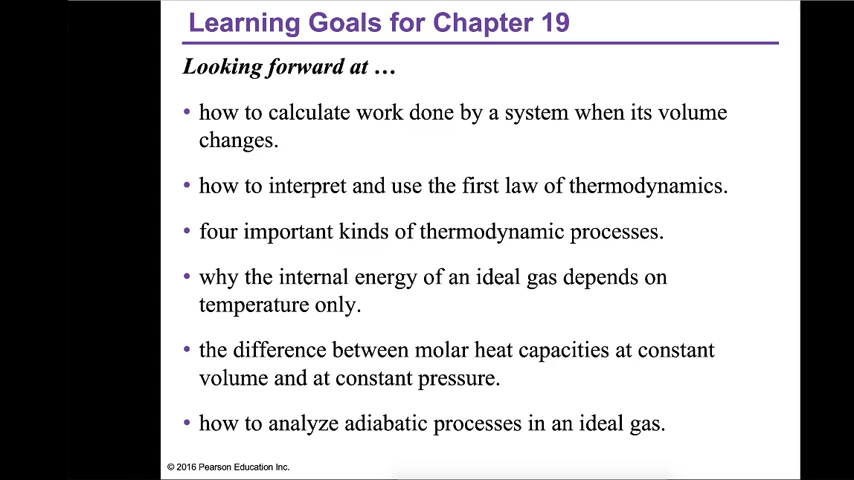 Learning Goals for Chapter 19
Looking forward at …
• how to calculate work done by a system when its volume
changes.
• how to interpret and use the first law of thermodynamics.
• four important kinds of thermodynamic processes.
• why the internal energy of an ideal gas depends on
temperature only.
• the difference between molar heat capacities at constant
volume and at constant pressure.
• how to analyze adiabatic processes in an ideal gas.
© 2016 Pearson Education Inc.